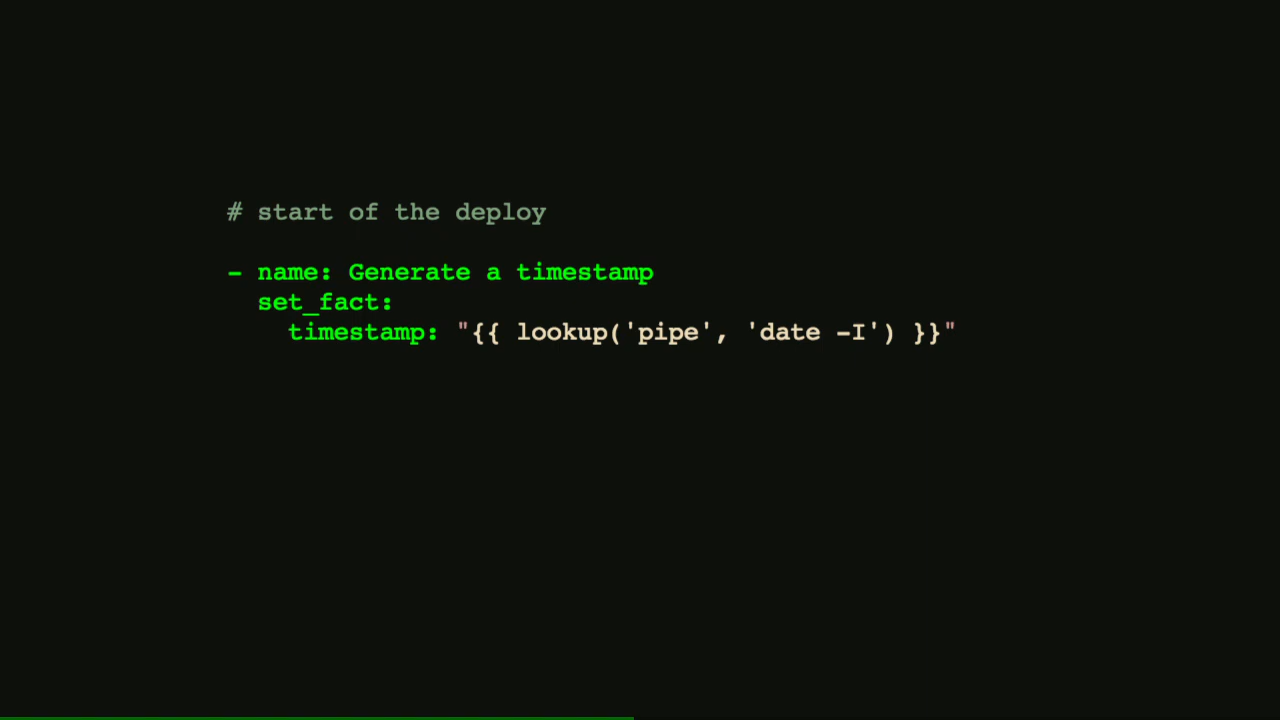 # start of the deploy
- name: Generate a timestamp
set_fact:
timestamp: "{{ lookup('pipe', 'date -I') }}"